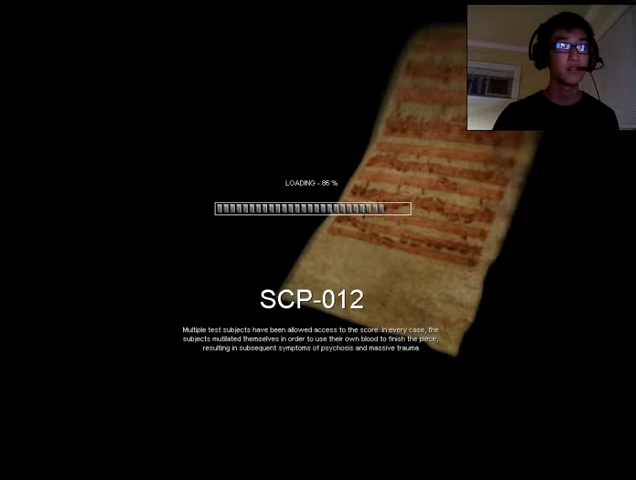 LOADING - 86 %
SCP-012
Multiple test subjects have been allowed access to the score. In every case, the
subjects mutilated themselves in order to use their own blood to finish the piece,
resulting in subsequent symptoms of psychosis and massive trauma.